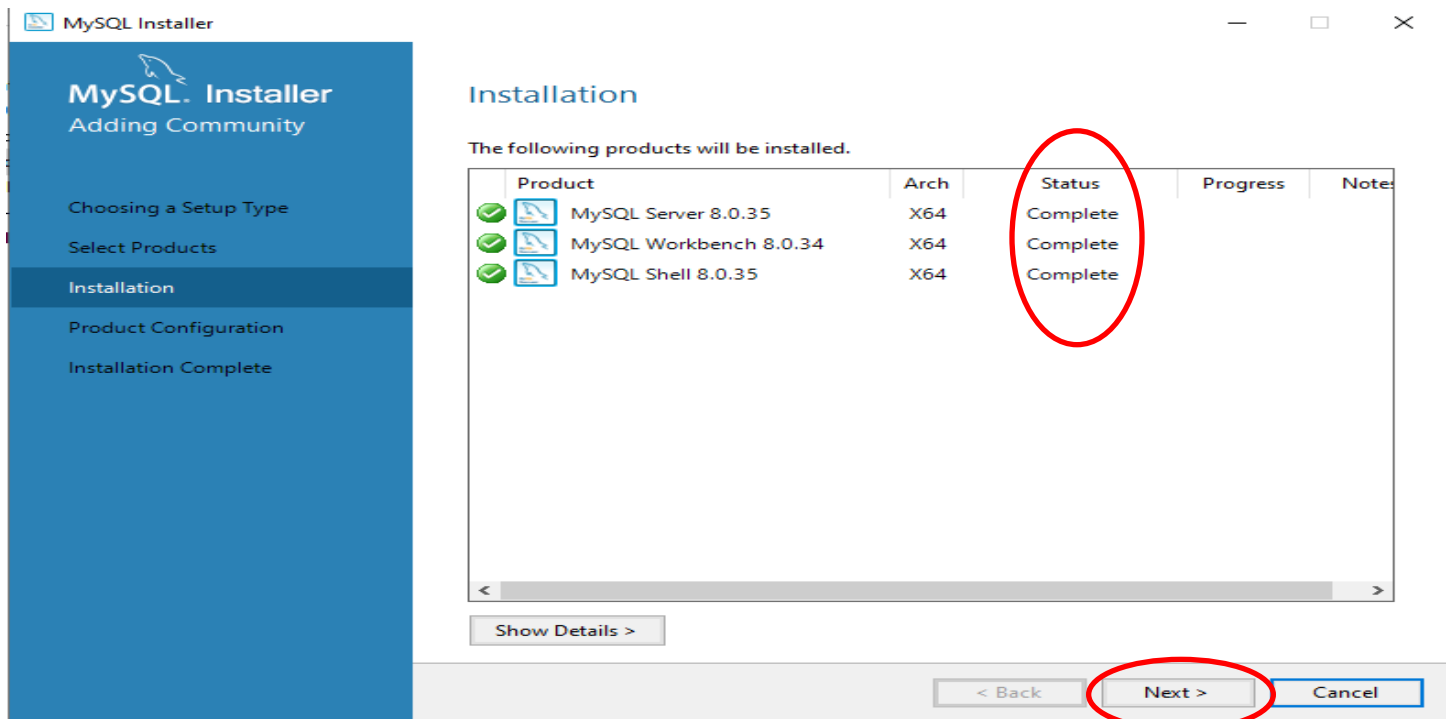 MySQL Installer
MySQL. Installer
Adding Community
Choosing a Setup Type
Select Products
Installation
Product Configuration
Installation Complete
Installation
The following products will be installed.
Product Arch Status Progress Notes
MySQL Server 8.0.35 X64 Complete
MySQL Workbench 8.0.34 X64 Complete
MySQL Shell 8.0.35 X64 Complete
Show Details >
< Back Next > Cancel